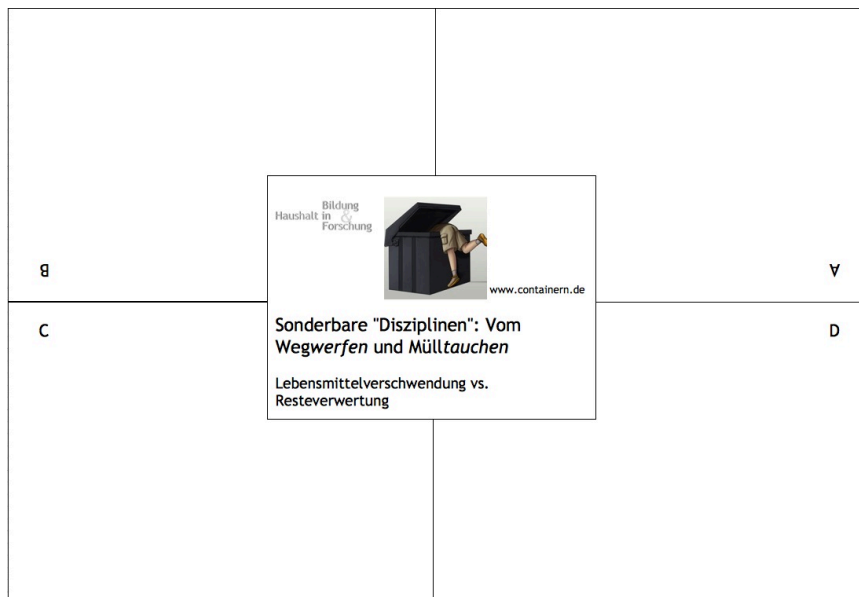 B
A
Bildung
Haushalt in &
Forschung
www.containern.de
Sonderbare "Disziplinen": Vom
Wegwerfen und Mülltauchen
Lebensmittelverschwendung vs.
Resteverwertung
C
D